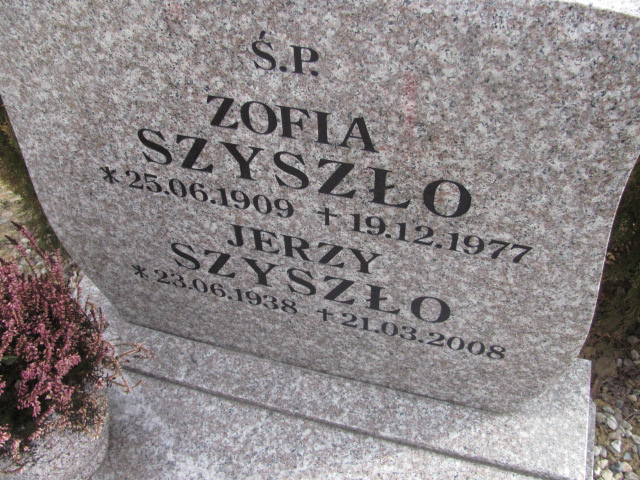 Ś.P.
ZOFIA
SZYSZŁO
*25.06.1909 +19.12.1977
JERZY
SZYSZŁO
*23.06.1938 +21.03.2008